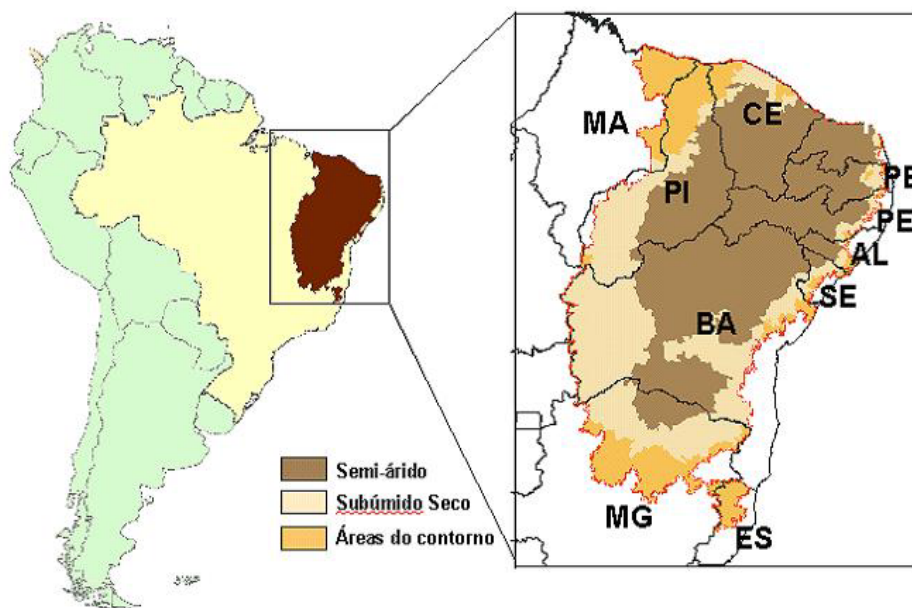 MA
CE
PI
PE
PE
AL
SE
BA
MG
ES
Semi-árido
Subúmido Seco
Áreas do contorno